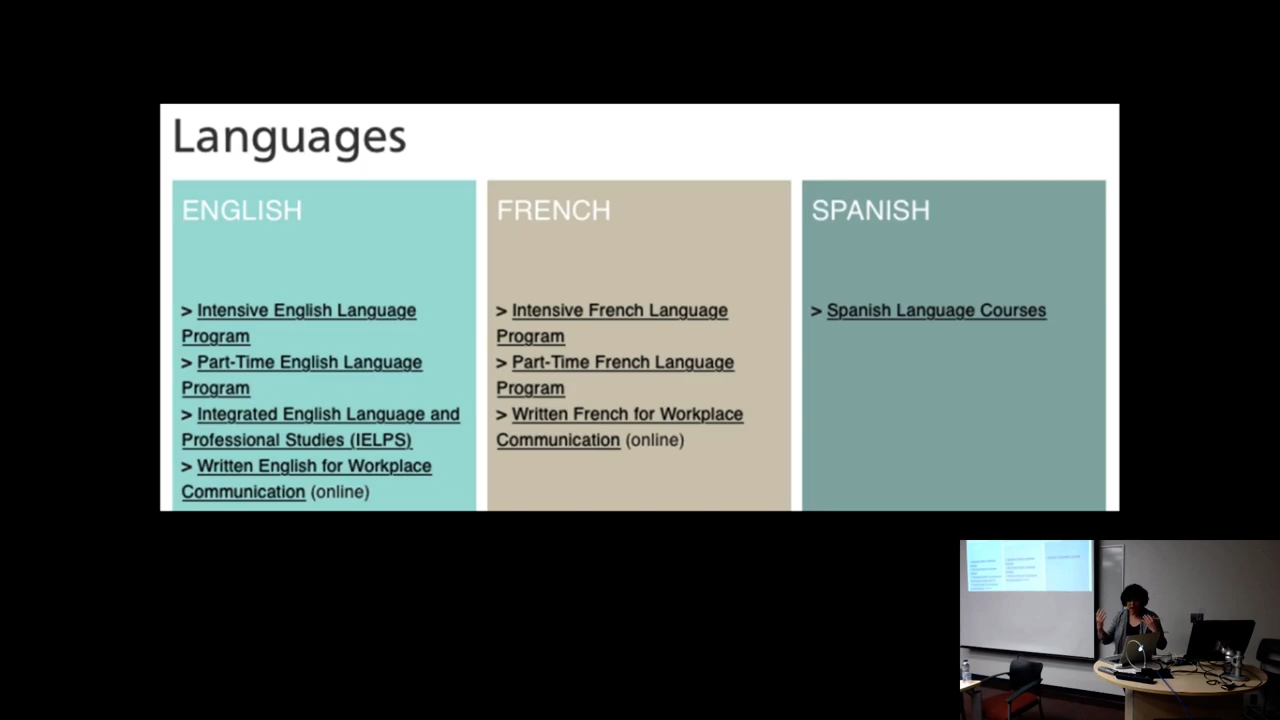 Languages
ENGLISH
> Intensive English Language
Program
> Part-Time English Language
Program
> Integrated English Language and
Professional Studies (IELPS)
> Written English for Workplace
Communication (online)
FRENCH
> Intensive French Language
Program
> Part-Time French Language
Program
> Written French for Workplace
Communication (online)
SPANISH
> Spanish Language Courses